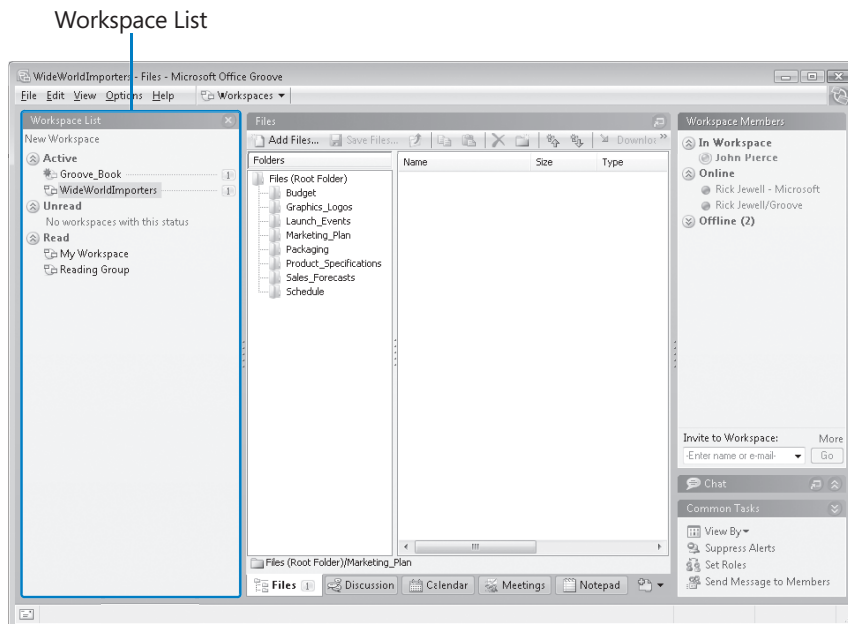 Workspace List
WideWorldImporters - Files - Microsoft Office Groove
File Edit View Options Help Workspaces
Workspace List
New Workspace
Active
Groove_Book 1
WideWorldImporters 1
Unread
No workspaces with this status
Read
My Workspace
Reading Group
Files
Add Files... Save Files...
Folders
Name Size Type
Files (Root Folder)
Budget
Graphics_Logos
Launch_Events
Marketing_Plan
Packaging
Product_Specifications
Sales_Forecasts
Schedule
Files (Root Folder)/Marketing_Plan
Files 1 Discussion Calendar Meetings Notepad
Workspace Members
In Workspace
John Pierce
Online
Rick Jewell - Microsoft
Rick Jewell/Groove
Offline (2)
Invite to Workspace: More
-Enter name or e-mail- Go
Chat
Common Tasks
View By
Suppress Alerts
Set Roles
Send Message to Members